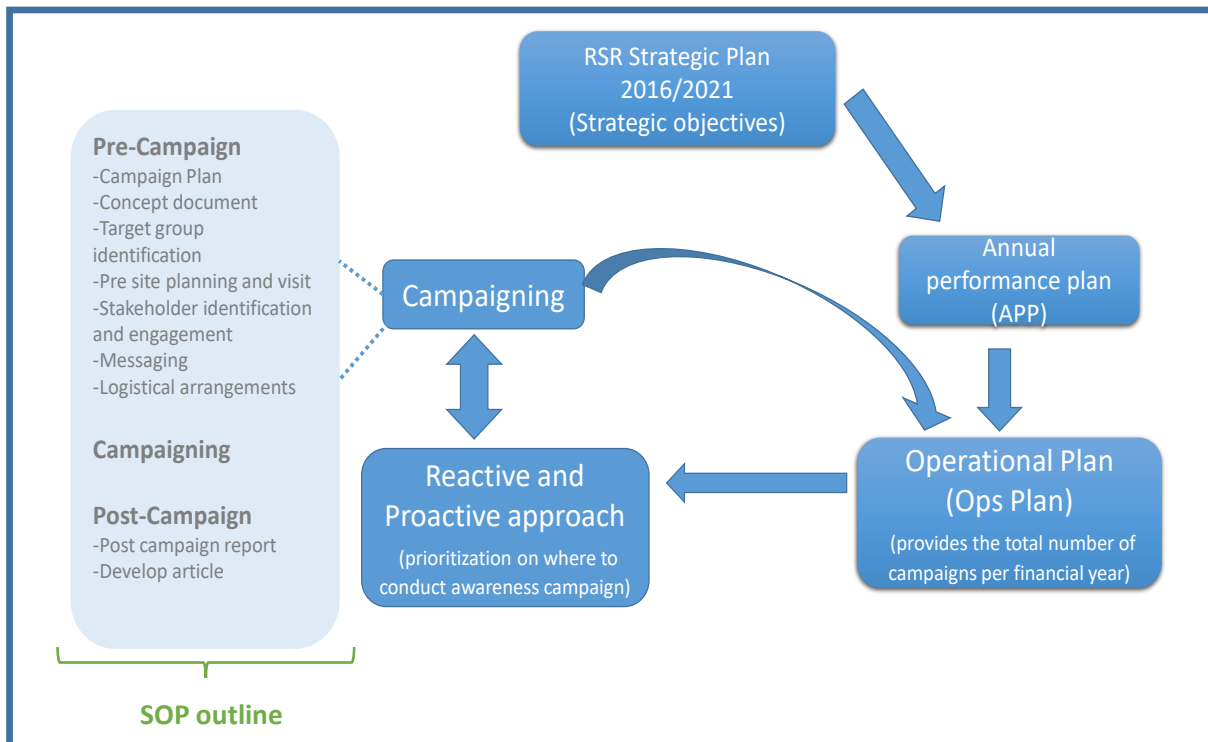 RSR Strategic Plan
2016/2021
(Strategic objectives)
Pre-Campaign
-Campaign Plan
-Concept document
-Target group
identification
-Pre site planning and visit
-Stakeholder identification
and engagement
-Messaging
-Logistical arrangements
Campaigning
Post-Campaign
-Post campaign report
-Develop article
SOP outline
Campaigning
Annual
performance plan
(APP)
Reactive and
Proactive approach
(prioritization on where to
conduct awareness campaign)
Operational Plan
(Ops Plan)
(provides the total number of
campaigns per financial year)